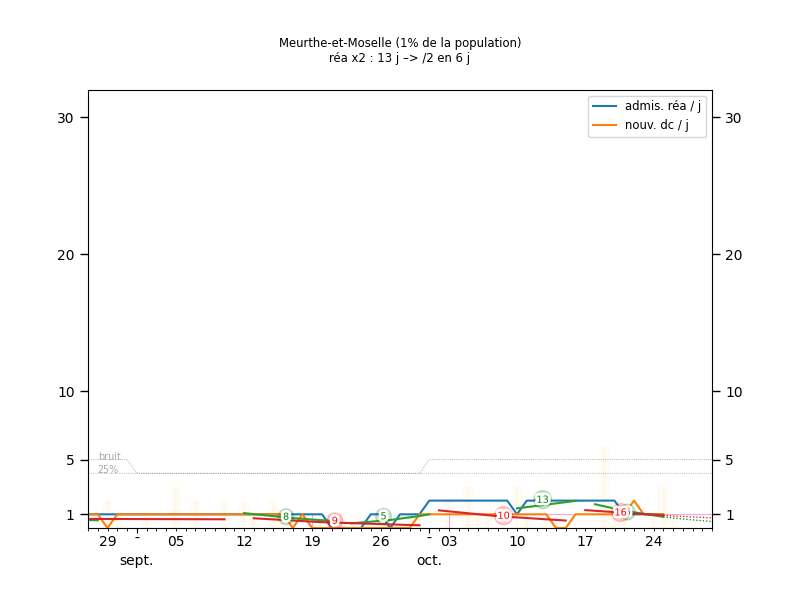 Meurthe-et-Moselle (1% de la population)
réa x2 : 13 j –> /2 en 6 j
admis. réa / j
nouv. dc / j
30 30
20 20
10 10
5 5
1 1
bruit
25%
8 9 5 10 13 16
29 - 05 12 19 26 - 03 10 17 24
sept. oct.